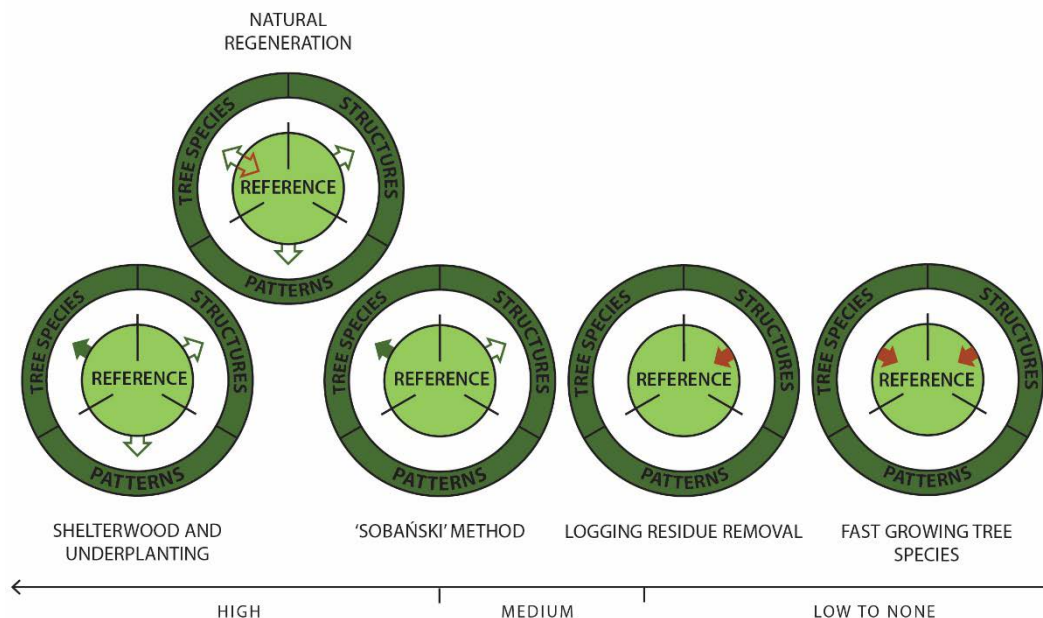 NATURAL
REGENERATION
TREE SPECIES
STRUCTURES
REFERENCE
PATTERNS
TREE SPECIES
STRUCTURES
REFERENCE
PATTERNS
TREE SPECIES
STRUCTURES
REFERENCE
PATTERNS
TREE SPECIES
STRUCTURES
REFERENCE
PATTERNS
TREE SPECIES
STRUCTURES
REFERENCE
PATTERNS
SHELTERWOOD AND
UNDERPLANTING
'SOBAŃSKI' METHOD
LOGGING RESIDUE REMOVAL
FAST GROWING TREE
SPECIES
HIGH
MEDIUM
LOW TO NONE